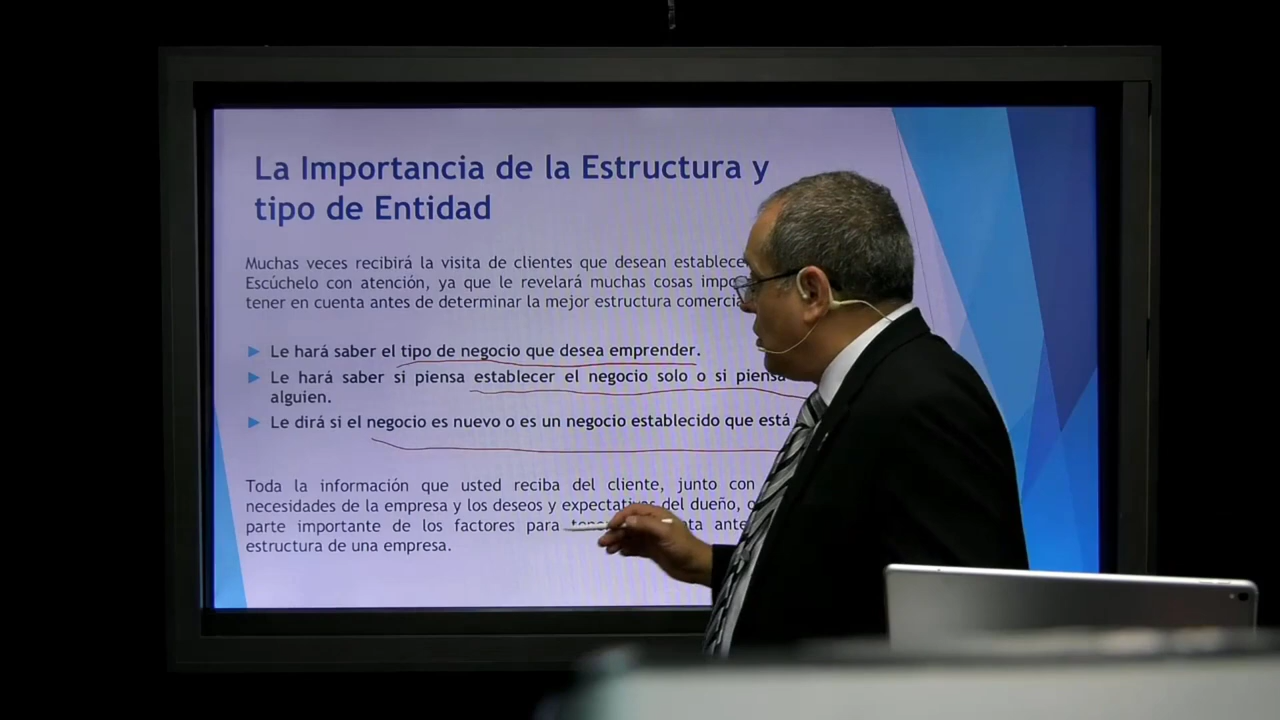 La Importancia de la Estructura y
tipo de Entidad
Muchas veces recibirá la visita de clientes que desean
Escúchelo con atención, ya que le revelará muchas cosas
tener en cuenta antes de determinar la mejor estructura
Le hará saber el tipo de negocio que desea emprender.
Le hará saber si piensa establecer el negocio solo o si piensa
alguien.
Le dirá si el negocio es nuevo o es un negocio establecido que está
Toda la información que usted reciba del cliente, junto con
necesidades de la empresa y los deseos y expectativas del dueño,
parte importante de los factores para
estructura de una empresa.